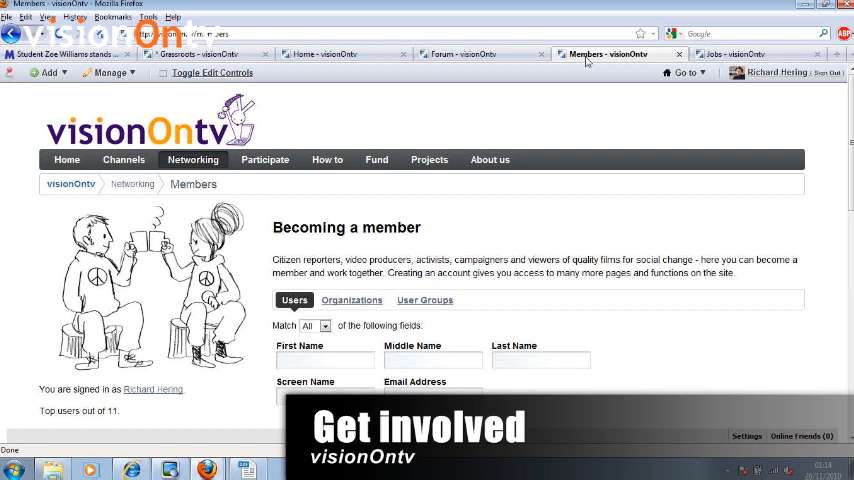 Members - visionOntv - Mozilla Firefox
File Edit View History Bookmarks Tools Help
visionOntv
Google
ABP
Student Zoe Williams stands ...
* Grassroots - visionOntv
Home - visionOntv
Forum - visionOntv
Members - visionOntv
Jobs - visionOntv
Add Manage Toggle Edit Controls Go to Richard Hering (Sign Out)
visionOntv
Home Channels Networking Participate How to Fund Projects About us
visionOntv Networking Members
Becoming a member
Citizen reporters, video producers, activists, campaigners and viewers of quality films for social change - here you can become a
member and work together. Creating an account gives you access to many more pages and functions on the site.
Users Organizations User Groups
Match All of the following fields:
First Name Middle Name Last Name
Screen Name Email Address
You are signed in as Richard Hering.
Top users out of 11.
Get involved
visionOntv
Settings Online Friends (0)
Done
01:14
26/11/2010